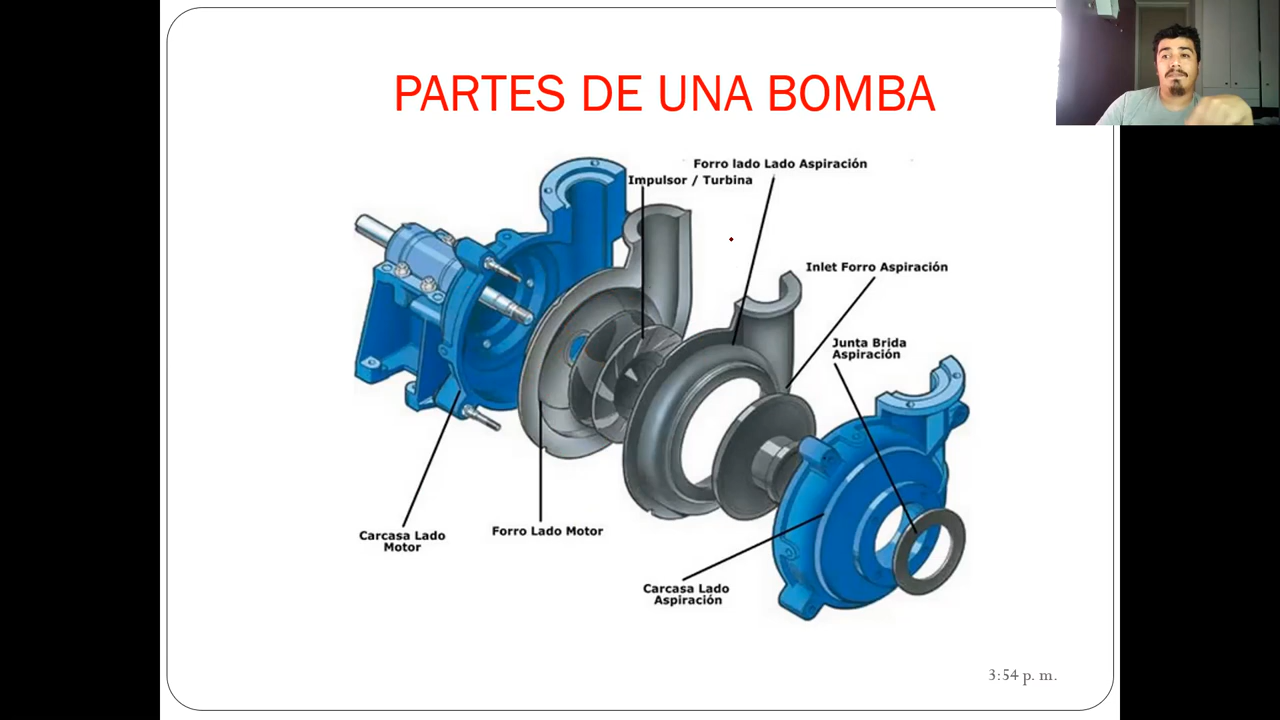 PARTES DE UNA BOMBA
Forro lado Lado Aspiración
Impulsor / Turbina
Inlet Forro Aspiración
Junta Brida
Aspiración
Carcasa Lado
Motor
Forro Lado Motor
Carcasa Lado
Aspiración
3:54 p. m.